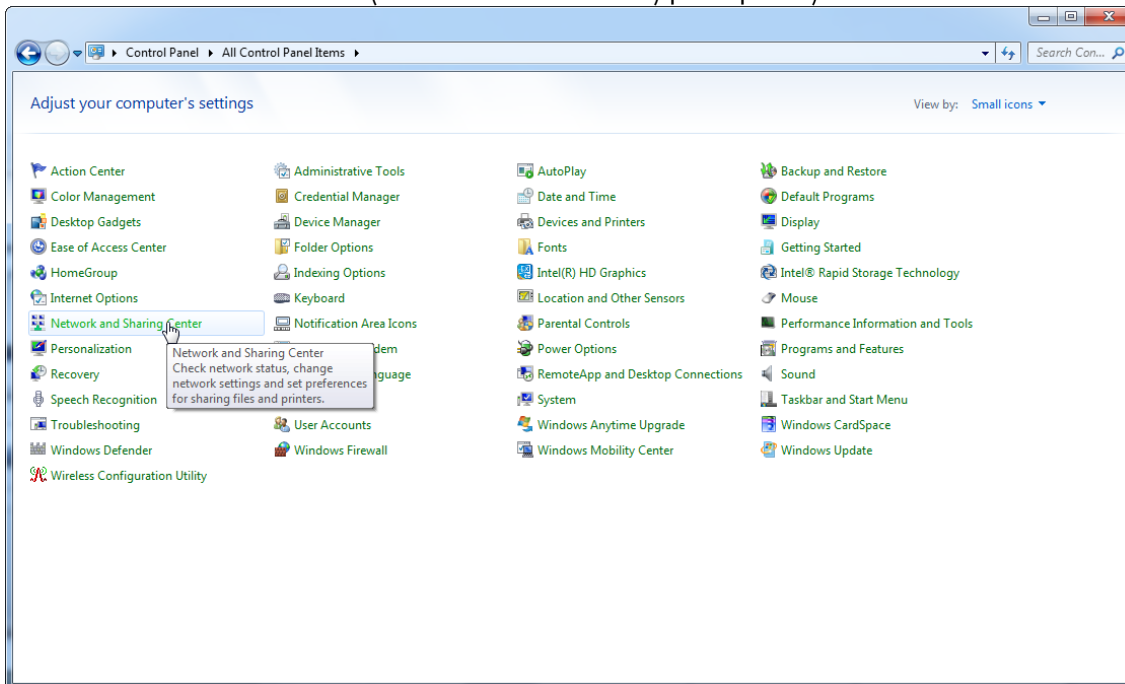 Control Panel All Control Panel Items
Search Con...
Adjust your computer's settings
View by: Small icons
Action Center
Administrative Tools
AutoPlay
Backup and Restore
Color Management
Credential Manager
Date and Time
Default Programs
Desktop Gadgets
Device Manager
Devices and Printers
Display
Ease of Access Center
Folder Options
Fonts
Getting Started
HomeGroup
Indexing Options
Intel(R) HD Graphics
Intel® Rapid Storage Technology
Internet Options
Keyboard
Location and Other Sensors
Mouse
Network and Sharing Center
Notification Area Icons
Parental Controls
Performance Information and Tools
Personalization
Power Options
Programs and Features
Network and Sharing Center
Check network status, change
network settings and set preferences
for sharing files and printers.
Recovery
RemoteApp and Desktop Connections
Sound
Speech Recognition
System
Taskbar and Start Menu
Troubleshooting
User Accounts
Windows Anytime Upgrade
Windows CardSpace
Windows Defender
Windows Firewall
Windows Mobility Center
Windows Update
Wireless Configuration Utility